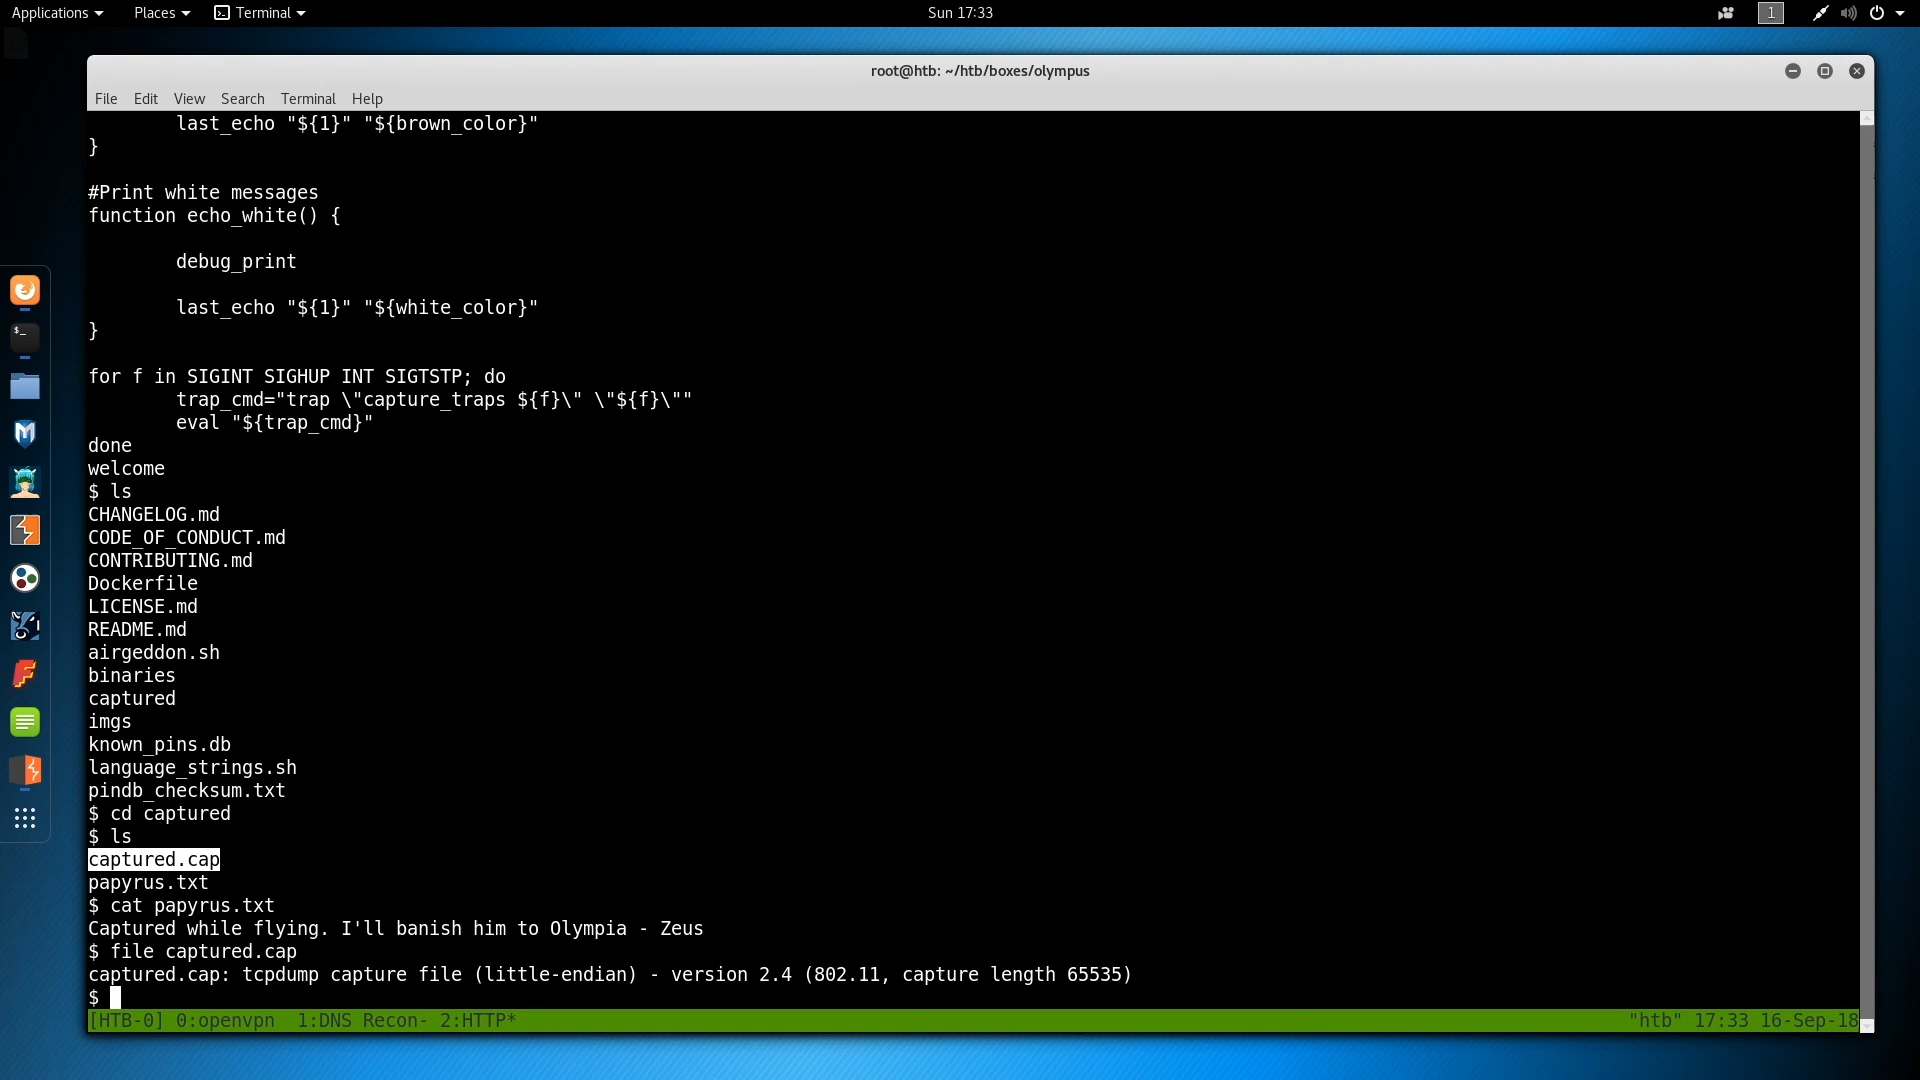 Applications Places Terminal Sun 17:33 1
root@htb: ~/htb/boxes/olympus
File Edit View Search Terminal Help
        last_echo "${1}" "${brown_color}"
}
#Print white messages
function echo_white() {
        debug_print
        last_echo "${1}" "${white_color}"
}
for f in SIGINT SIGHUP INT SIGTSTP; do
        trap_cmd="trap \"capture_traps ${f}\" \"${f}\""
        eval "${trap_cmd}"
done
welcome
$ ls
CHANGELOG.md
CODE_OF_CONDUCT.md
CONTRIBUTING.md
Dockerfile
LICENSE.md
README.md
airgeddon.sh
binaries
captured
imgs
known_pins.db
language_strings.sh
pindb_checksum.txt
$ cd captured
$ ls
captured.cap
papyrus.txt
$ cat papyrus.txt
Captured while flying. I'll banish him to Olympia - Zeus
$ file captured.cap
captured.cap: tcpdump capture file (little-endian) - version 2.4 (802.11, capture length 65535)
$
[HTB-0] 0:openvpn  1:DNS Recon- 2:HTTP* "htb" 17:33 16-Sep-18